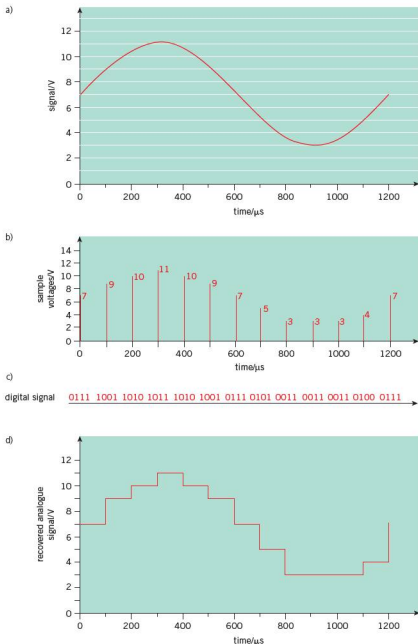 a)
12
10
8
6
4
2
0
signal/V
0 200 400 600 800 1000 1200
time/μs
b)
14
12
10
8
6
4
2
0
sample
voltages/V
7 9 10 11 10 9 7 5 3 3 3 4 7
0 200 400 600 800 1000 1200
time/μs
c)
digital signal 0111 1001 1010 1011 1010 1001 0111 0101 0011 0011 0011 0100 0111
d)
12
10
8
6
4
2
0
recovered analogue
signal/V
0 200 400 600 800 1000 1200
time/μs